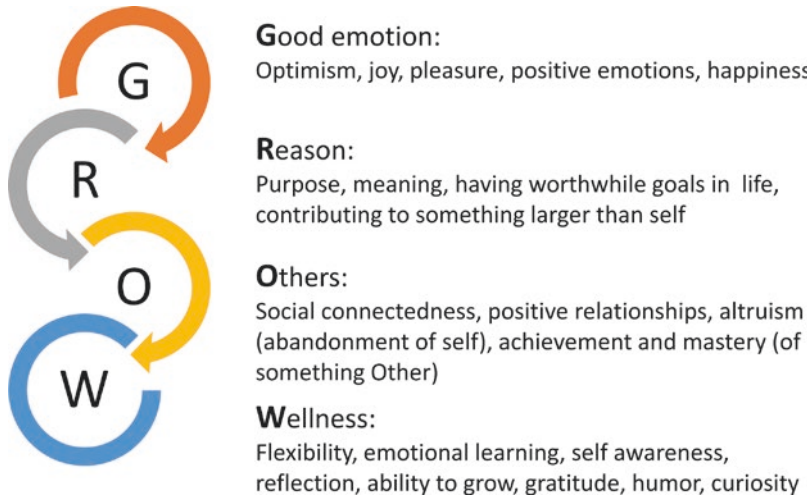 G
Good emotion:
Optimism, joy, pleasure, positive emotions, happiness
R
Reason:
Purpose, meaning, having worthwhile goals in life,
contributing to something larger than self
O
Others:
Social connectedness, positive relationships, altruism
(abandonment of self), achievement and mastery (of
something Other)
W
Wellness:
Flexibility, emotional learning, self awareness,
reflection, ability to grow, gratitude, humor, curiosity